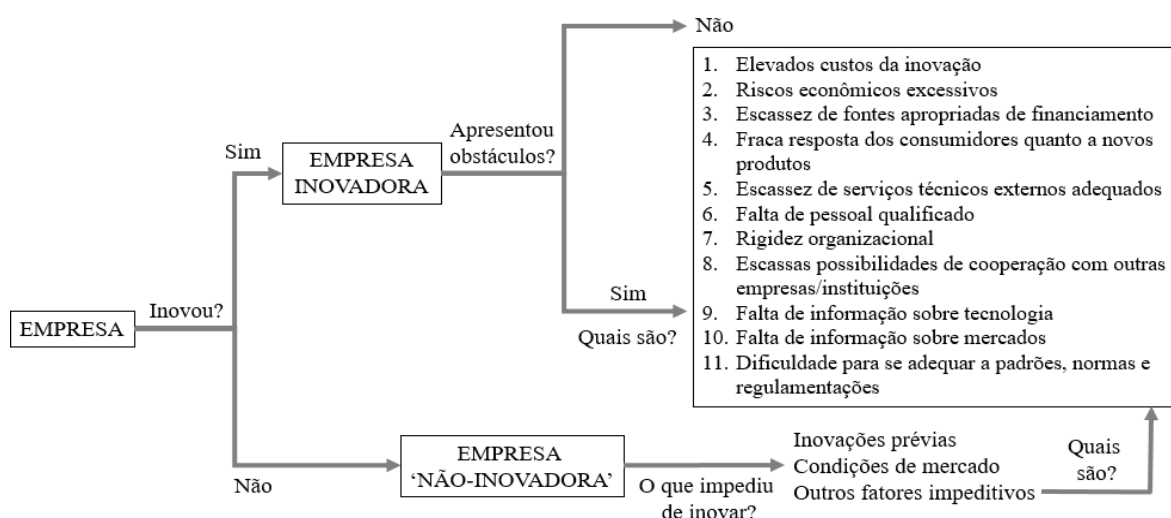 Não
1. Elevados custos da inovação
2. Riscos econômicos excessivos
3. Escassez de fontes apropriadas de financiamento
4. Fraca resposta dos consumidores quanto a novos
produtos
5. Escassez de serviços técnicos externos adequados
6. Falta de pessoal qualificado
7. Rigidez organizacional
8. Escassas possibilidades de cooperação com outras
empresas/instituições
9. Falta de informação sobre tecnologia
10. Falta de informação sobre mercados
11. Dificuldade para se adequar a padrões, normas e
regulamentações
Apresentou
obstáculos?
Sim
EMPRESA
INOVADORA
Sim
Quais são?
Inovou?
EMPRESA
Não
EMPRESA
‘NÃO-INOVADORA’
O que impediu
de inovar?
Inovações prévias
Condições de mercado
Outros fatores impeditivos
Quais
são?